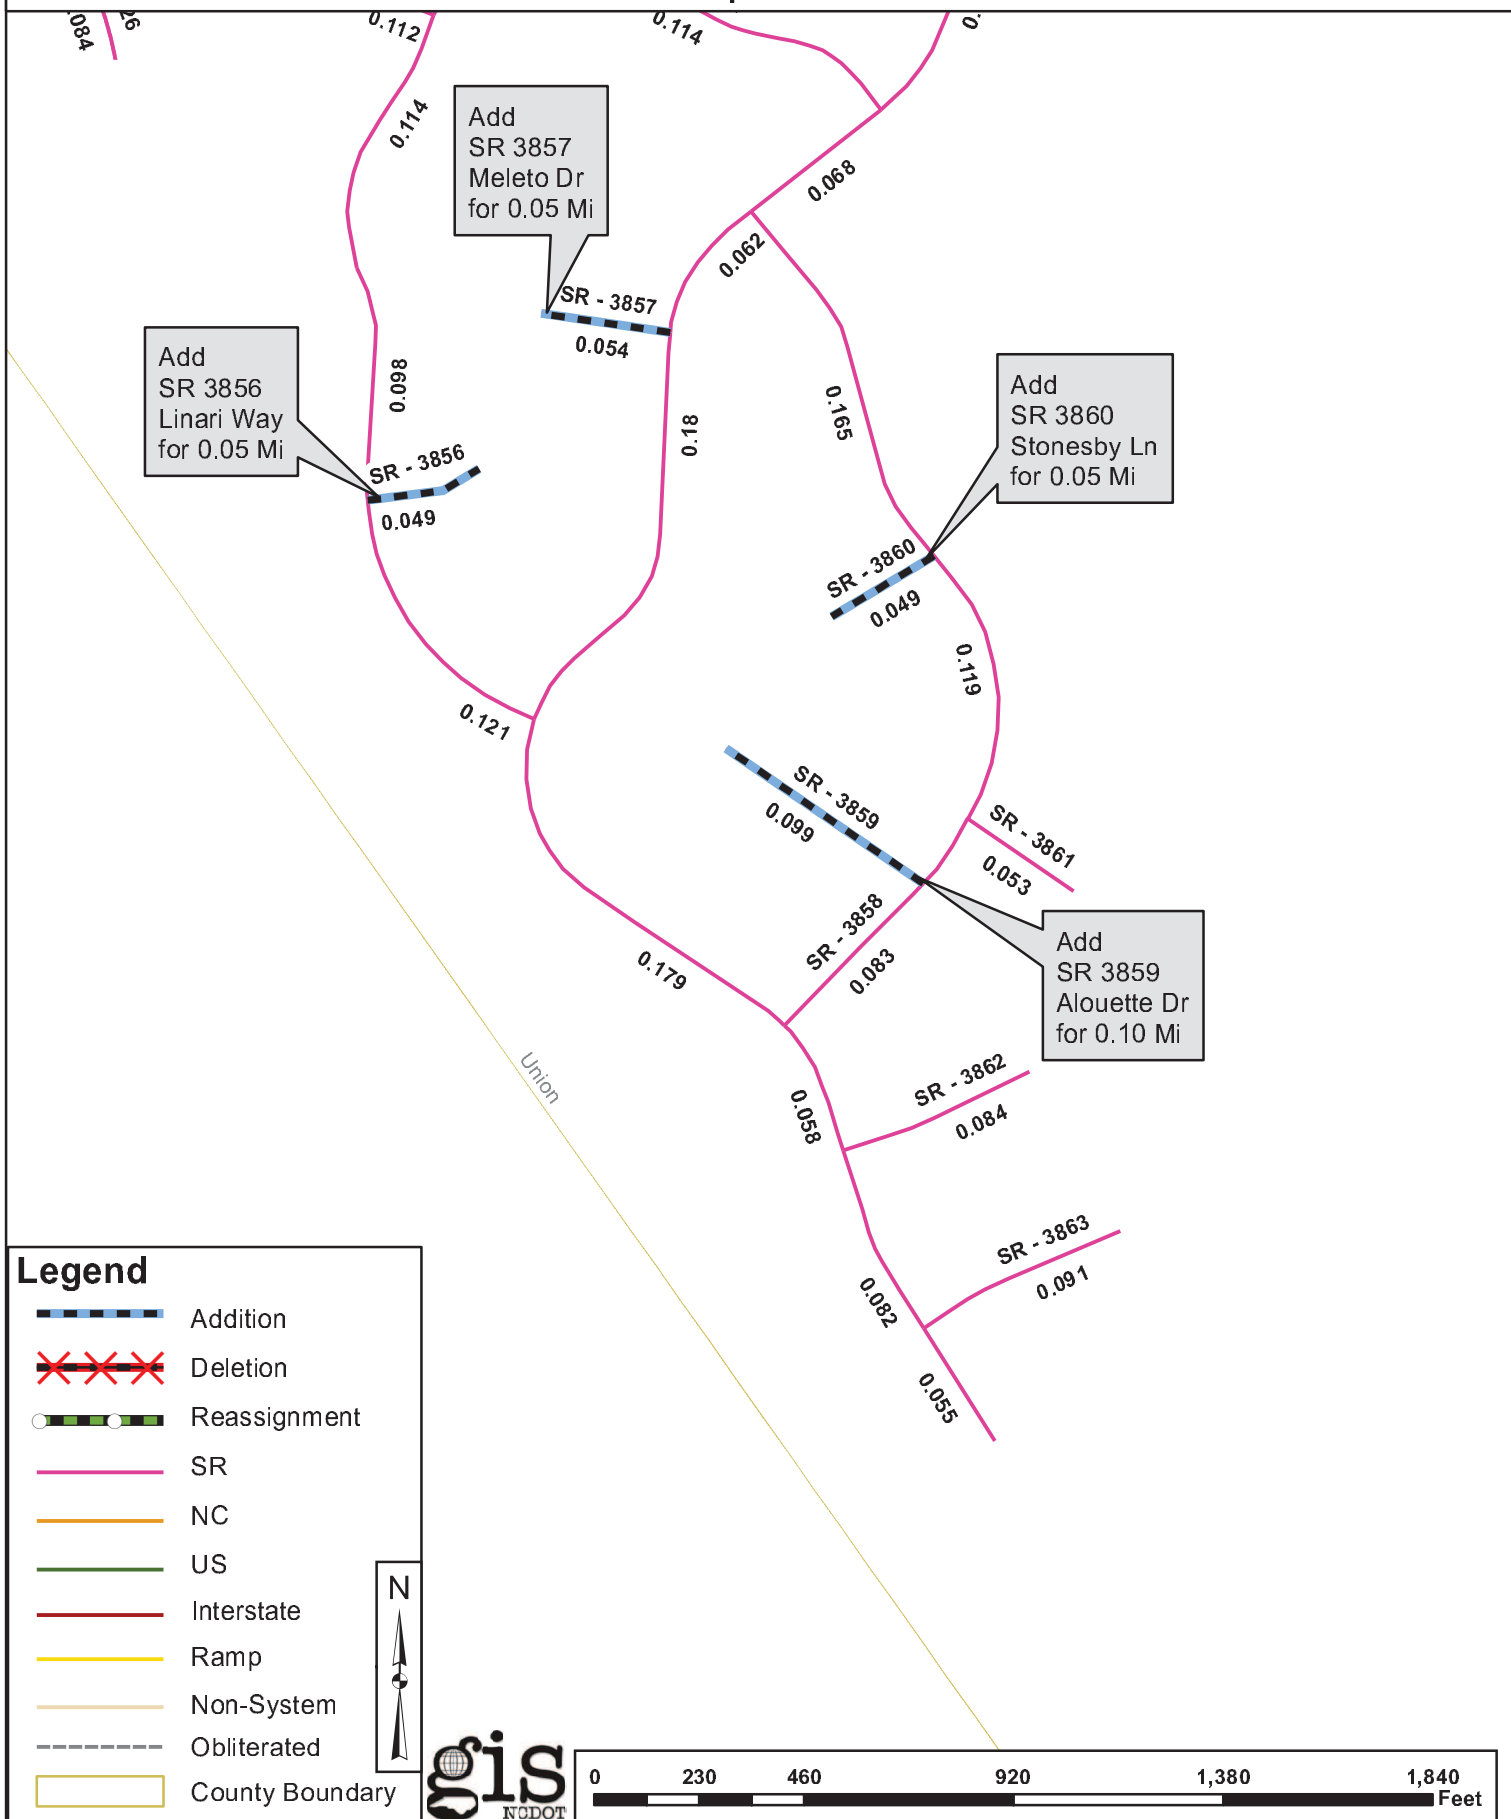 .084
26
0.112
0.114
0.
0.114
Add
SR 3857
Meleto Dr
for 0.05 Mi
0.068
0.062
SR - 3857
0.054
Add
SR 3856
Linari Way
for 0.05 Mi
0.098
SR - 3856
0.049
0.18
0.165
Add
SR 3860
Stonesby Ln
for 0.05 Mi
SR - 3860
0.049
0.119
0.121
SR - 3859
0.099
SR - 3861
0.053
SR - 3858
0.083
0.179
Add
SR 3859
Alouette Dr
for 0.10 Mi
Union
0.058
SR - 3862
0.084
SR - 3863
0.091
0.082
0.055
Legend
Addition
Deletion
Reassignment
SR
NC
US
Interstate
Ramp
Non-System
Obliterated
County Boundary
N
gis
NCDOT
0 230 460 920 1,380 1,840
Feet